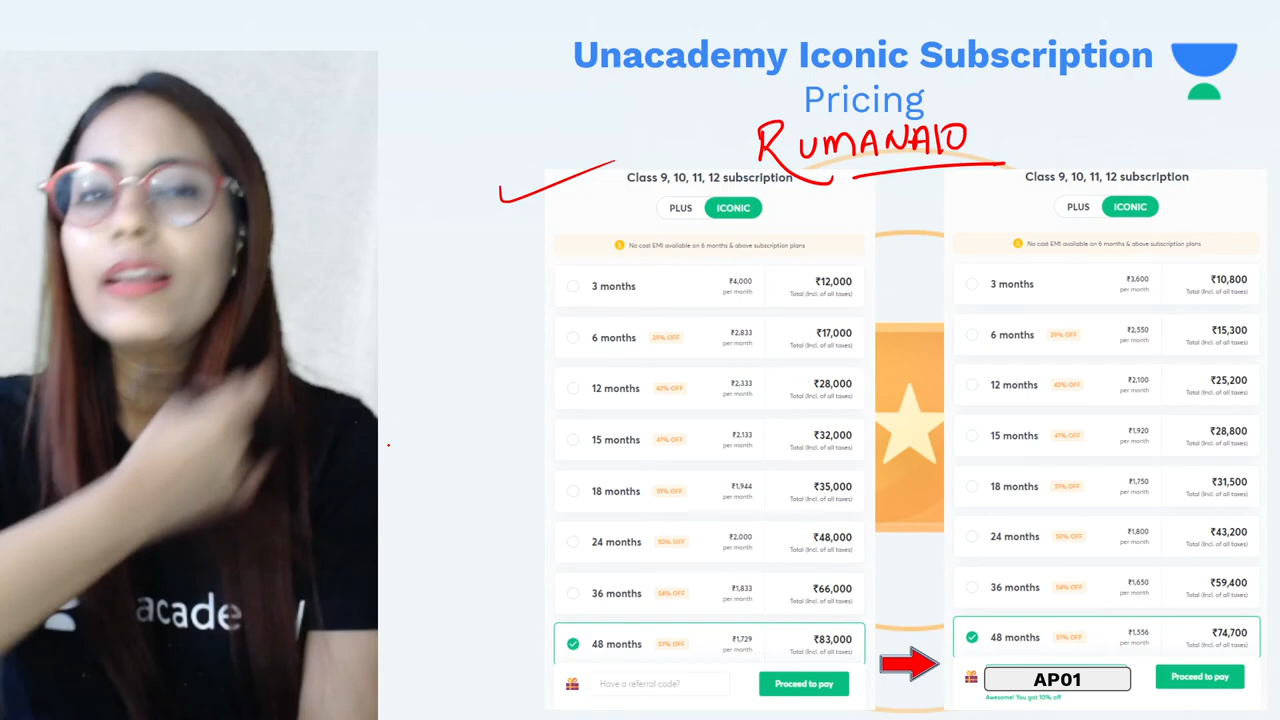 Unacademy Iconic Subscription
Pricing
RUMANA10
Class 9, 10, 11, 12 subscription
PLUS ICONIC
No cost EMI available on 6 months & above subscription plans
3 months ₹4,000 per month ₹12,000 Total (Incl. of all taxes)
6 months 29% OFF ₹2,833 per month ₹17,000 Total (Incl. of all taxes)
12 months 42% OFF ₹2,333 per month ₹28,000 Total (Incl. of all taxes)
15 months 47% OFF ₹2,133 per month ₹32,000 Total (Incl. of all taxes)
18 months 51% OFF ₹1,944 per month ₹35,000 Total (Incl. of all taxes)
24 months 50% OFF ₹2,000 per month ₹48,000 Total (Incl. of all taxes)
36 months 54% OFF ₹1,833 per month ₹66,000 Total (Incl. of all taxes)
48 months 57% OFF ₹1,729 per month ₹83,000 Total (Incl. of all taxes)
Have a referral code? Proceed to pay
Class 9, 10, 11, 12 subscription
PLUS ICONIC
No cost EMI available on 6 months & above subscription plans
3 months ₹3,600 per month ₹10,800 Total (Incl. of all taxes)
6 months 29% OFF ₹2,550 per month ₹15,300 Total (Incl. of all taxes)
12 months 42% OFF ₹2,100 per month ₹25,200 Total (Incl. of all taxes)
15 months 47% OFF ₹1,920 per month ₹28,800 Total (Incl. of all taxes)
18 months 51% OFF ₹1,750 per month ₹31,500 Total (Incl. of all taxes)
24 months 50% OFF ₹1,800 per month ₹43,200 Total (Incl. of all taxes)
36 months 54% OFF ₹1,650 per month ₹59,400 Total (Incl. of all taxes)
48 months 57% OFF ₹1,556 per month ₹74,700 Total (Incl. of all taxes)
AP01 Proceed to pay
Awesome! You got 10% off
acade